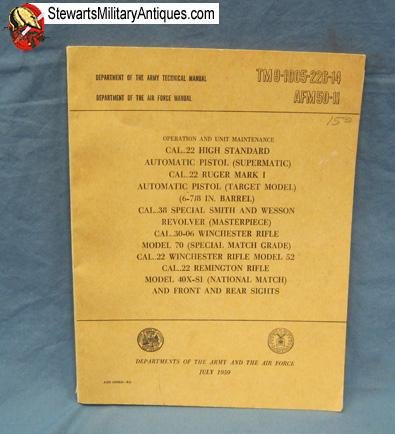 StewartsMilitaryAntiques.com
DEPARTMENT OF THE ARMY TECHNICAL MANUAL
TM 9-1005-226-14
DEPARTMENT OF THE AIR FORCE MANUAL
AFM 50-11
OPERATION AND UNIT MAINTENANCE
CAL..22 HIGH STANDARD
AUTOMATIC PISTOL (SUPERMATIC)
CAL..22 RUGER MARK I
AUTOMATIC PISTOL (TARGET MODEL)
(6-7/8 IN. BARREL)
CAL..38 SPECIAL SMITH AND WESSON
REVOLVER (MASTERPIECE)
CAL..30-06 WINCHESTER RIFLE
MODEL 70 (SPECIAL MATCH GRADE)
CAL..22 WINCHESTER RIFLE MODEL 52
CAL..22 REMINGTON RIFLE
MODEL 40X-S1 (NATIONAL MATCH)
AND FRONT AND REAR SIGHTS
DEPARTMENTS OF THE ARMY AND THE AIR FORCE
JULY 1959